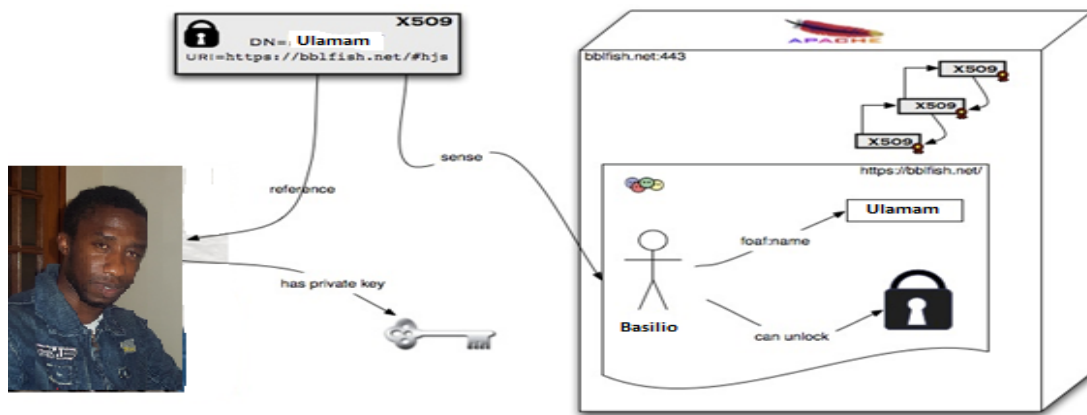 X509
DN=
Ulamam
URI=https://bblfish.net/#hjs
APACHE
bblfish.net:443
X509
X509
X509
sense
reference
https://bblfish.net/
Ulamam
foaf:name
has private key
Basilio
can unlock